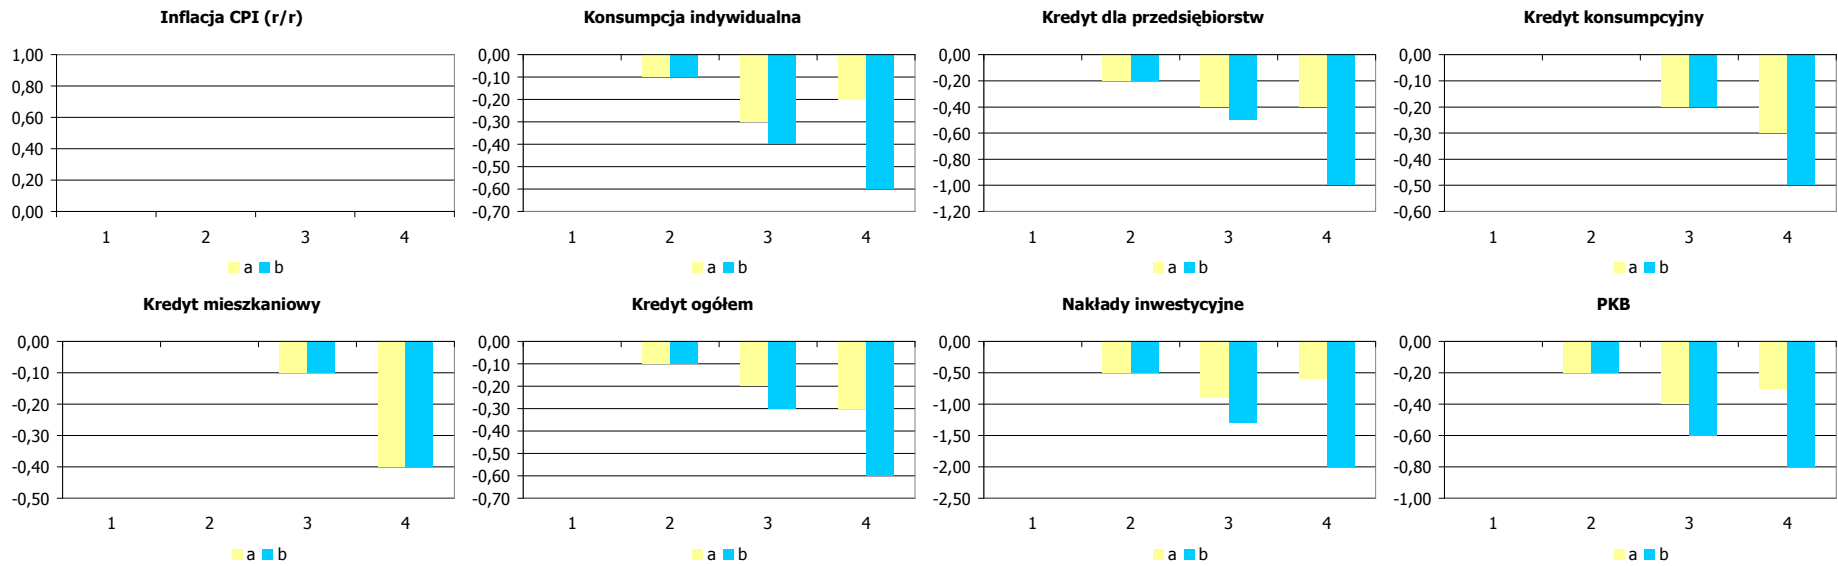 Inflacja CPI (r/r)
1,00
0,80
0,60
0,40
0,20
0,00
1 2 3 4
a b
Konsumpcja indywidualna
0,00
-0,10
-0,20
-0,30
-0,40
-0,50
-0,60
-0,70
1 2 3 4
a b
Kredyt dla przedsiębiorstw
0,00
-0,20
-0,40
-0,60
-0,80
-1,00
-1,20
1 2 3 4
a b
Kredyt konsumpcyjny
0,00
-0,10
-0,20
-0,30
-0,40
-0,50
-0,60
1 2 3 4
a b
Kredyt mieszkaniowy
0,00
-0,10
-0,20
-0,30
-0,40
-0,50
1 2 3 4
a b
Kredyt ogółem
0,00
-0,10
-0,20
-0,30
-0,40
-0,50
-0,60
-0,70
1 2 3 4
a b
Nakłady inwestycyjne
0,00
-0,50
-1,00
-1,50
-2,00
-2,50
1 2 3 4
a b
PKB
0,00
-0,20
-0,40
-0,60
-0,80
-1,00
1 2 3 4
a b